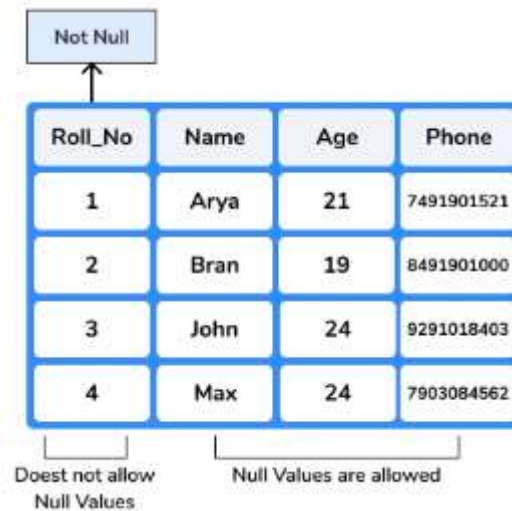 Not Null
Roll_No Name Age Phone
1 Arya 21 7491901521
2 Bran 19 8491901000
3 John 24 9291018403
4 Max 24 7903084562
Doest not allow
Null Values
Null Values are allowed